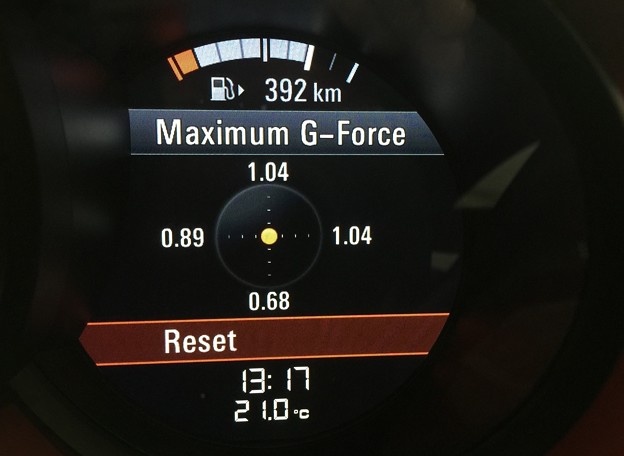 392 km
Maximum G-Force
1.04
0.89 1.04
0.68
Reset
13:17
21.0 °C